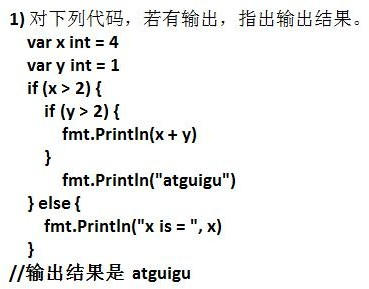 1) 对下列代码，若有输出，指出输出结果。
var x int = 4
var y int = 1
if (x > 2) {
if (y > 2) {
fmt.Println(x + y)
}
fmt.Println("atguigu")
} else {
fmt.Println("x is = ", x)
}
//输出结果是 atguigu